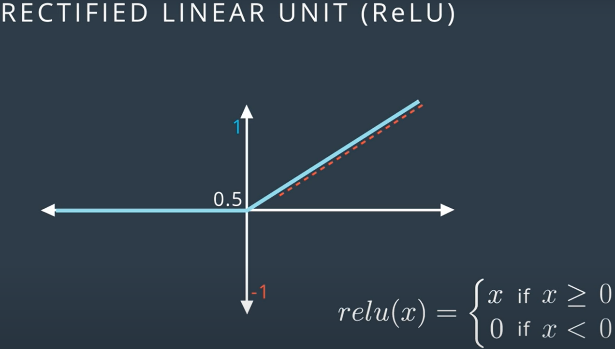 RECTIFIED LINEAR UNIT (ReLU)
1
0.5
-1
relu(x) = { x if x ≥ 0
0 if x < 0